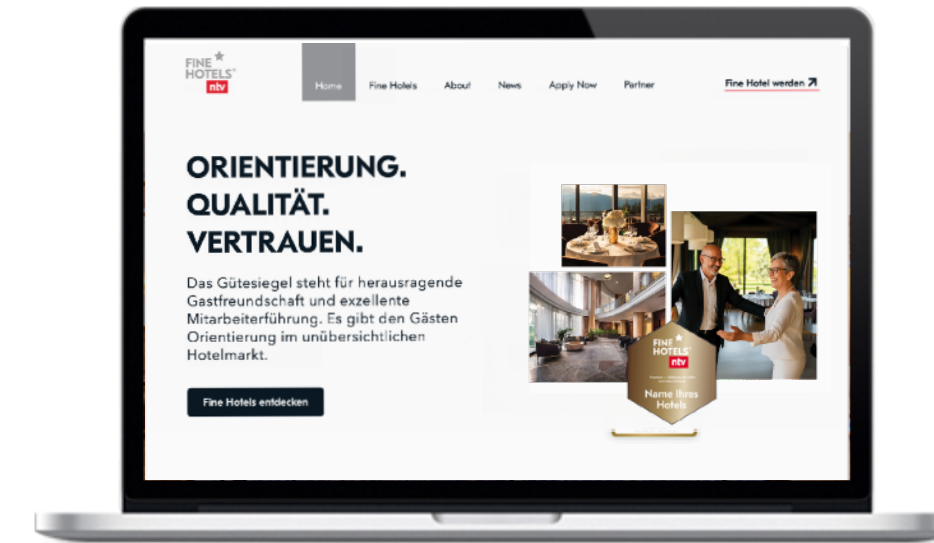 FINE
HOTELS
ntv
Home
Fine Hotels
About
News
Apply Now
Partner
Fine Hotel werden
ORIENTIERUNG.
QUALITÄT.
VERTRAUEN.
Das Gütesiegel steht für herausragende
Gastfreundschaft und exzellente
Mitarbeiterführung. Es gibt den Gästen
Orientierung im unübersichtlichen
Hotelmarkt.
Fine Hotels entdecken
FINE
HOTELS
ntv
Name Ihres
Hotels